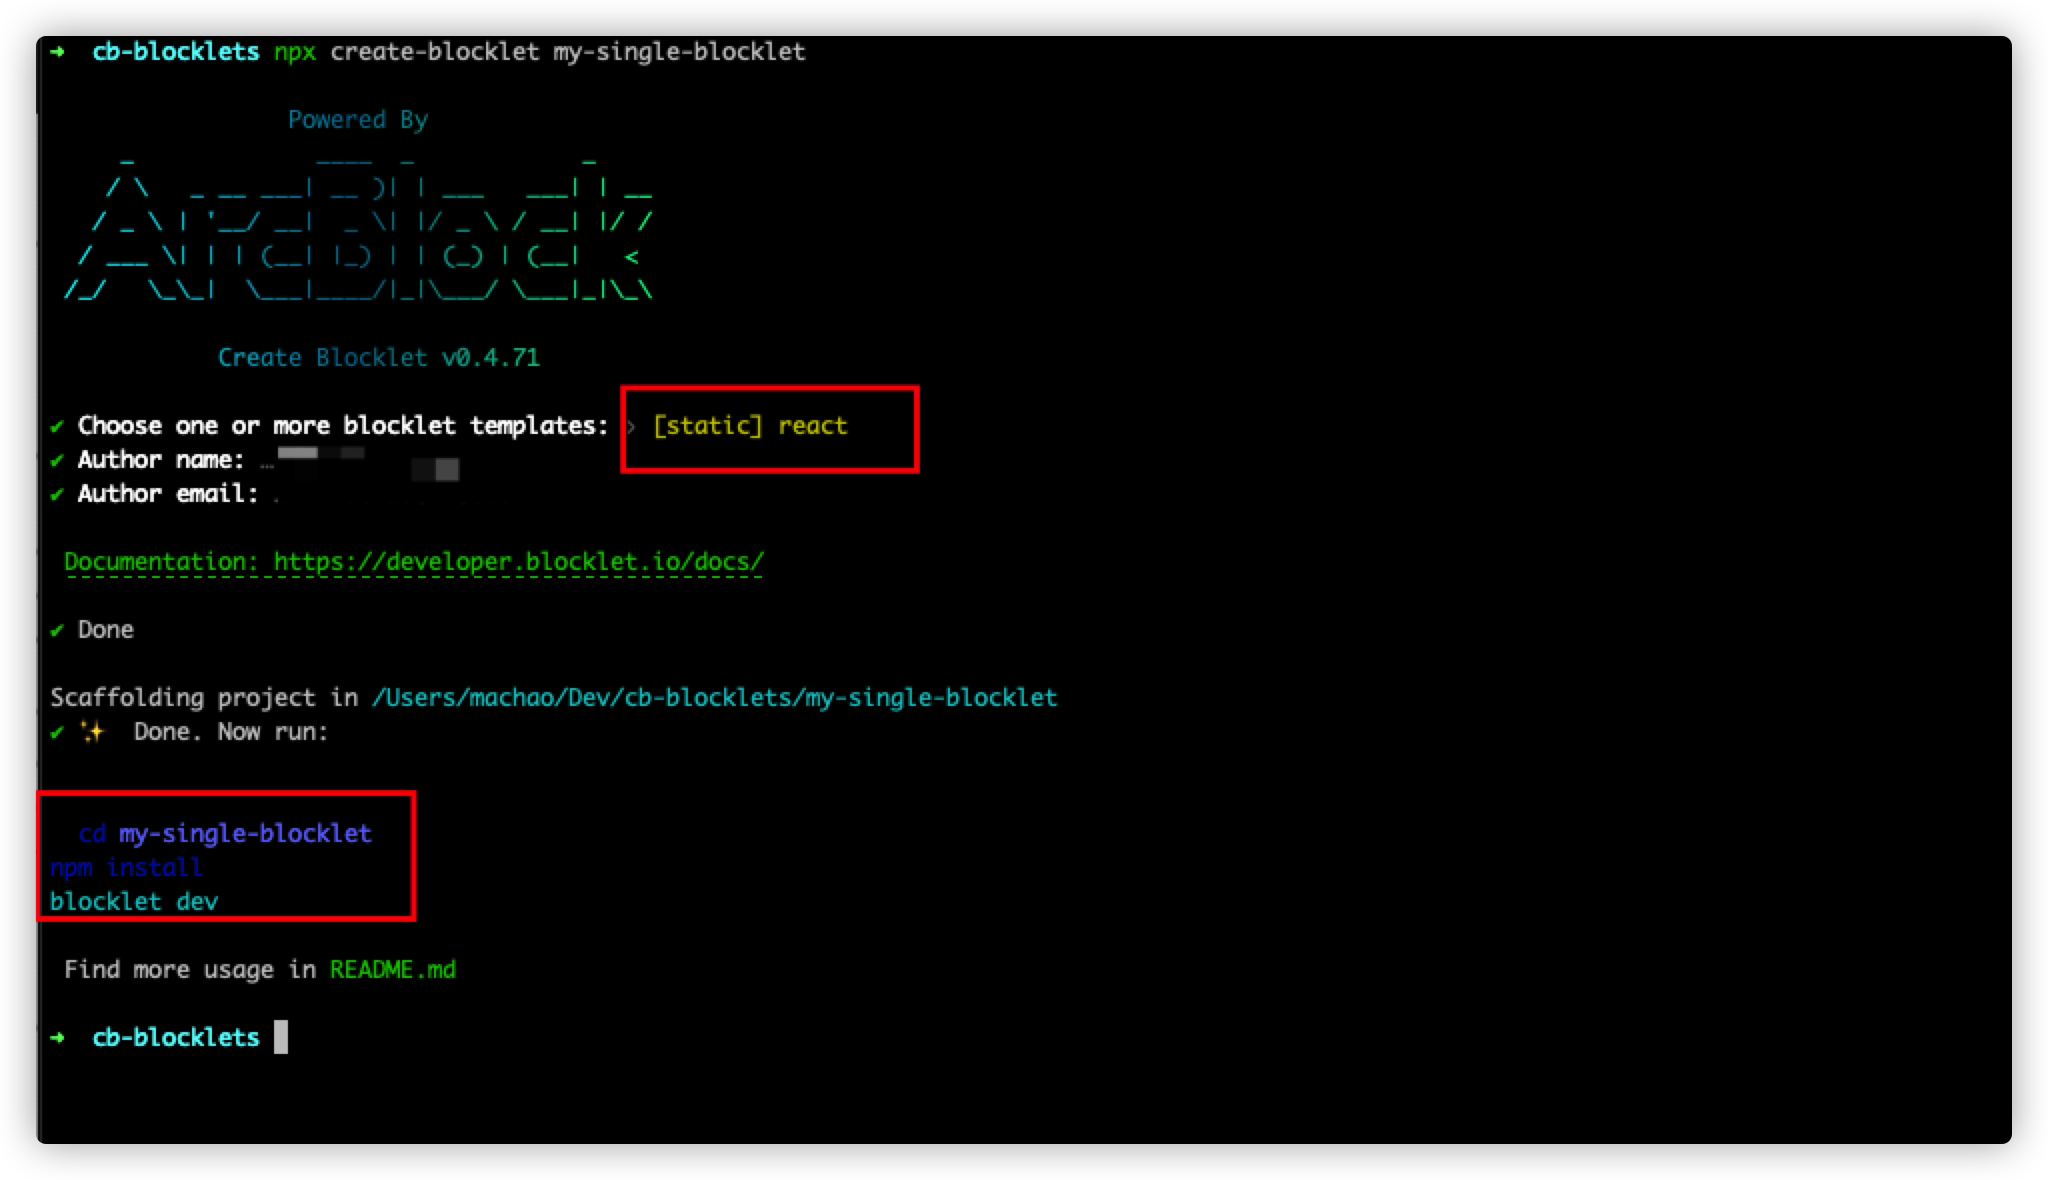 ➜  cb-blocklets npx create-blocklet my-single-blocklet
Powered By
ArcBlock
Create Blocklet v0.4.71
✔ Choose one or more blocklet templates: › [static] react
✔ Author name: …
✔ Author email:
Documentation: https://developer.blocklet.io/docs/
✔ Done
Scaffolding project in /Users/machao/Dev/cb-blocklets/my-single-blocklet
✔ ✨  Done. Now run:
cd my-single-blocklet
npm install
blocklet dev
Find more usage in README.md
➜  cb-blocklets